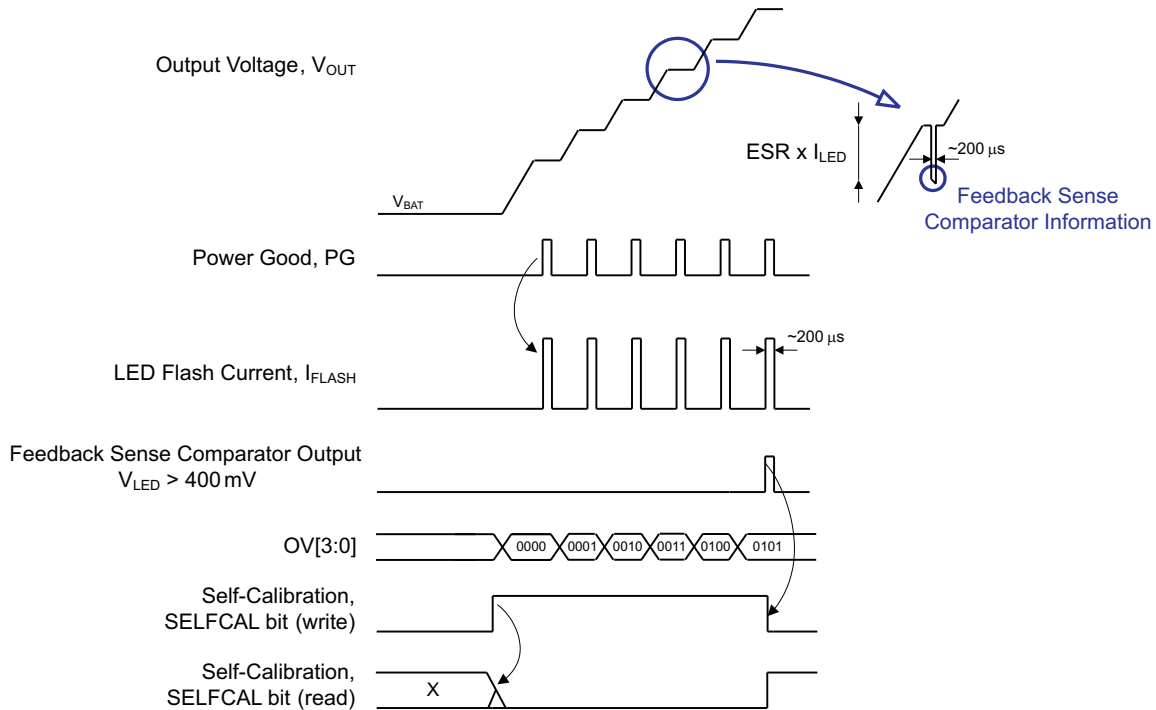 Output Voltage, VOUT
ESR x ILED
~200 μs
Feedback Sense
Comparator Information
VBAT
Power Good, PG
~200 μs
LED Flash Current, IFLASH
Feedback Sense Comparator Output
VLED > 400 mV
OV[3:0]
0000 0001 0010 0011 0100 0101
Self-Calibration,
SELFCAL bit (write)
Self-Calibration,
SELFCAL bit (read)
X